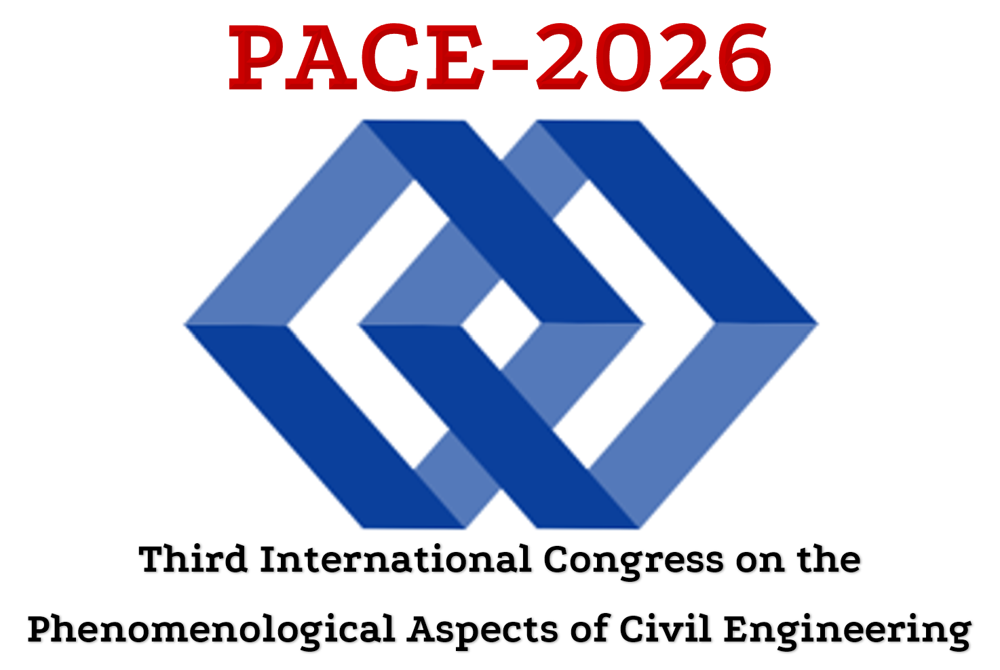 PACE-2026
Third International Congress on the
Phenomenological Aspects of Civil Engineering